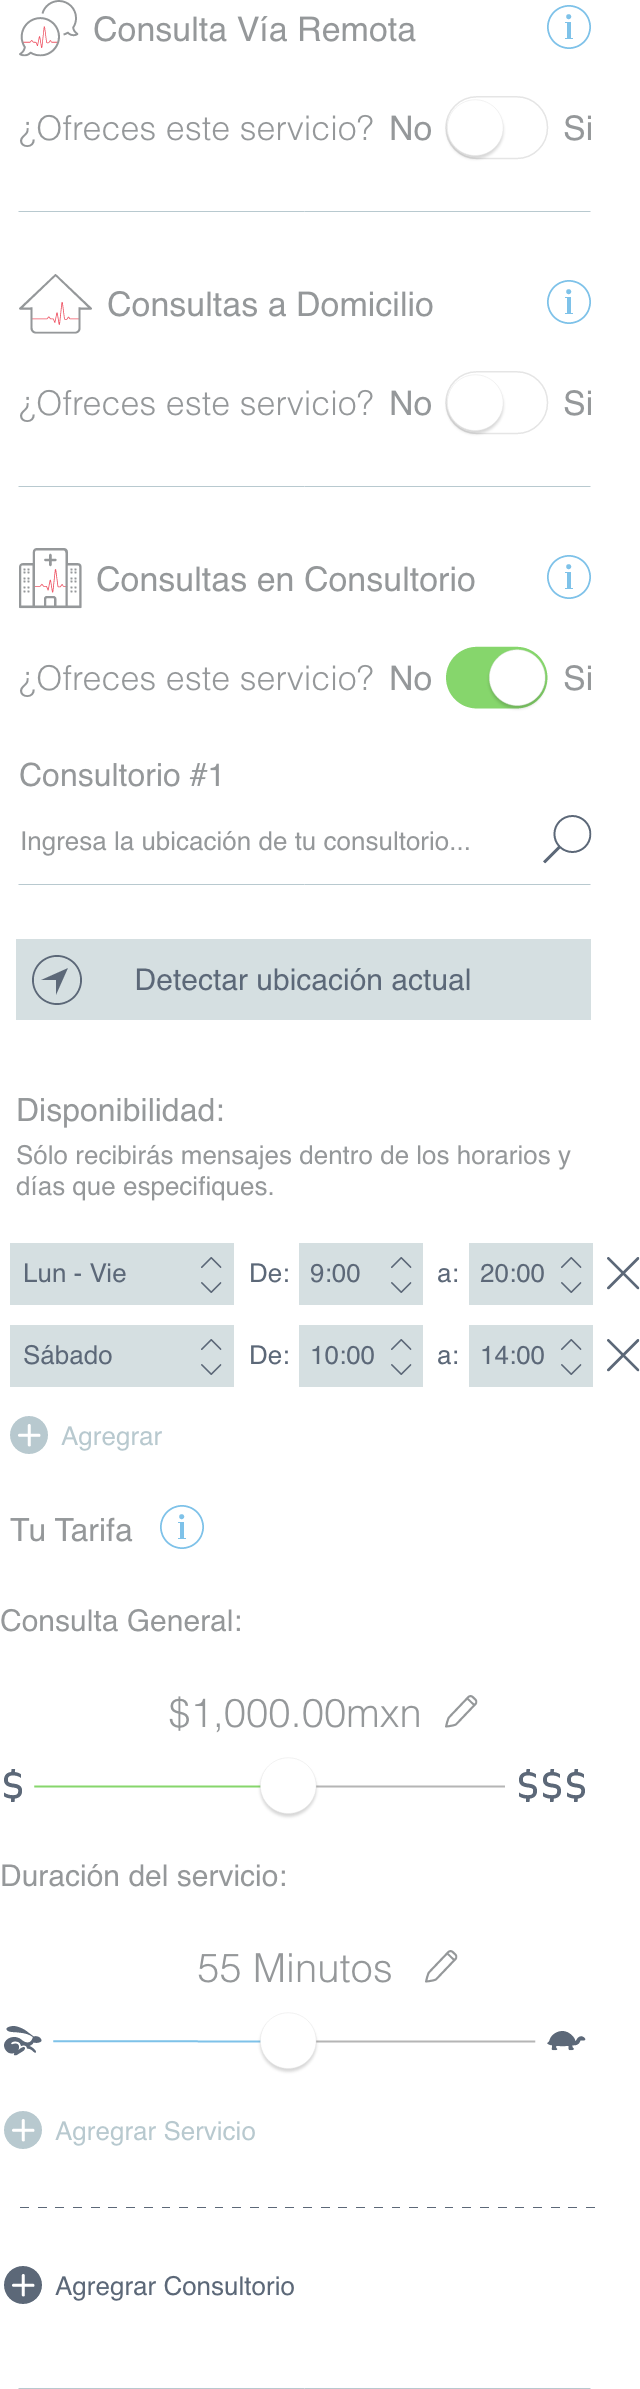 Consulta Vía Remota i
¿Ofreces este servicio? No Si
Consultas a Domicilio i
¿Ofreces este servicio? No Si
Consultas en Consultorio i
¿Ofreces este servicio? No Si
Consultorio #1
Ingresa la ubicación de tu consultorio...
Detectar ubicación actual
Disponibilidad:
Sólo recibirás mensajes dentro de los horarios y
días que especifiques.
Lun - Vie De: 9:00 a: 20:00
Sábado De: 10:00 a: 14:00
Agregrar
Tu Tarifa i
Consulta General:
$1,000.00mxn
$ $$$
Duración del servicio:
55 Minutos
Agregrar Servicio
Agregrar Consultorio